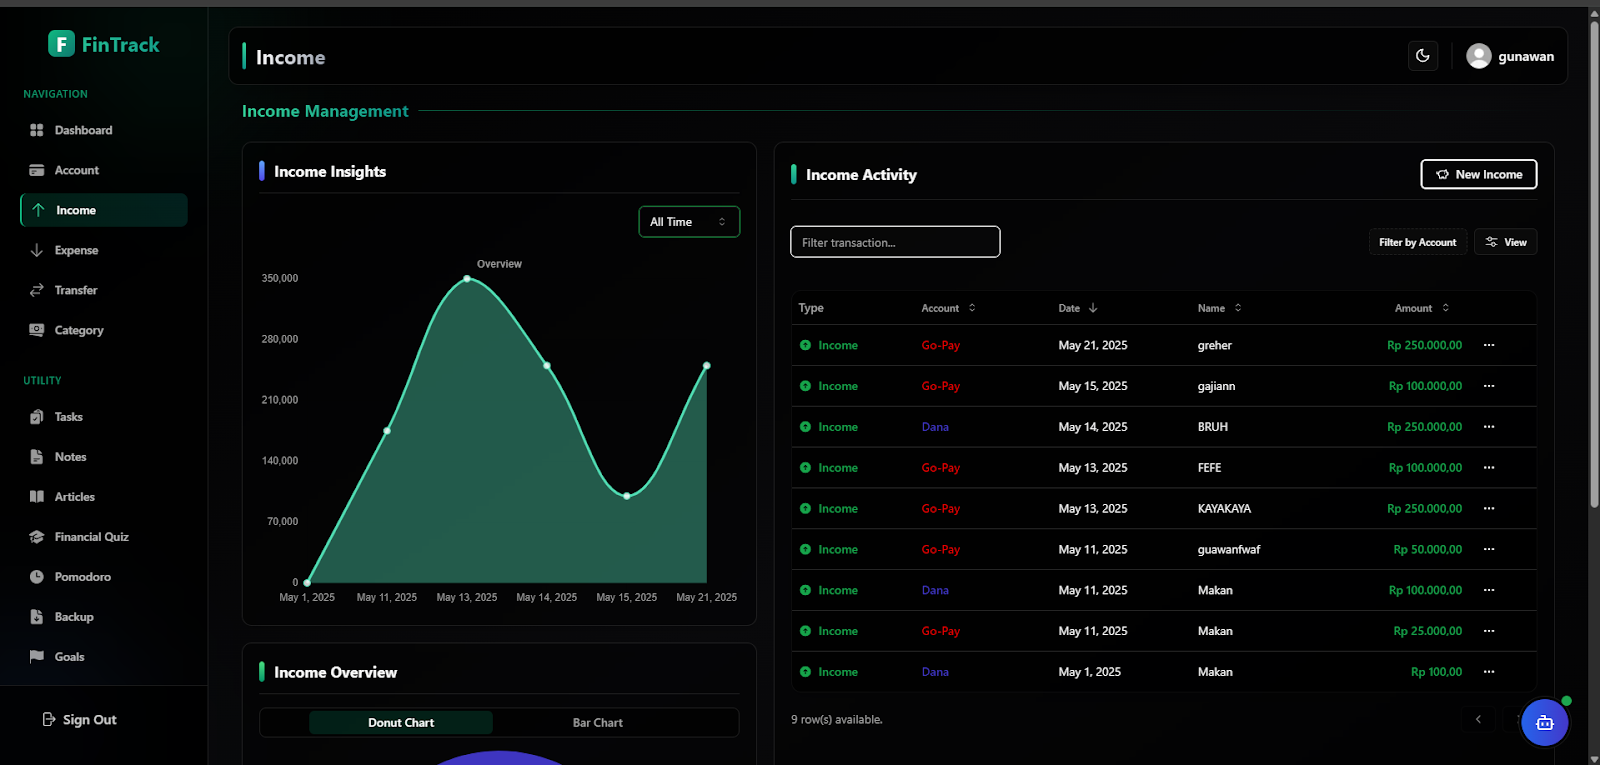 F FinTrack
NAVIGATION
Dashboard
Account
Income
Expense
Transfer
Category
UTILITY
Tasks
Notes
Articles
Financial Quiz
Pomodoro
Backup
Goals
Sign Out
Income
gunawan
Income Management
Income Insights
All Time
Overview
350,000
280,000
210,000
140,000
70,000
0
May 1, 2025 May 11, 2025 May 13, 2025 May 14, 2025 May 15, 2025 May 21, 2025
Income Overview
Donut Chart Bar Chart
Income Activity
New Income
Filter transaction...
Filter by Account View
Type Account Date Name Amount
Income Go-Pay May 21, 2025 greher Rp 250.000,00
Income Go-Pay May 15, 2025 gajiann Rp 100.000,00
Income Dana May 14, 2025 BRUH Rp 250.000,00
Income Go-Pay May 13, 2025 FEFE Rp 100.000,00
Income Go-Pay May 13, 2025 KAYAKAYA Rp 250.000,00
Income Go-Pay May 11, 2025 guawanfwaf Rp 50.000,00
Income Dana May 11, 2025 Makan Rp 100.000,00
Income Go-Pay May 11, 2025 Makan Rp 25.000,00
Income Dana May 1, 2025 Makan Rp 100,00
9 row(s) available.